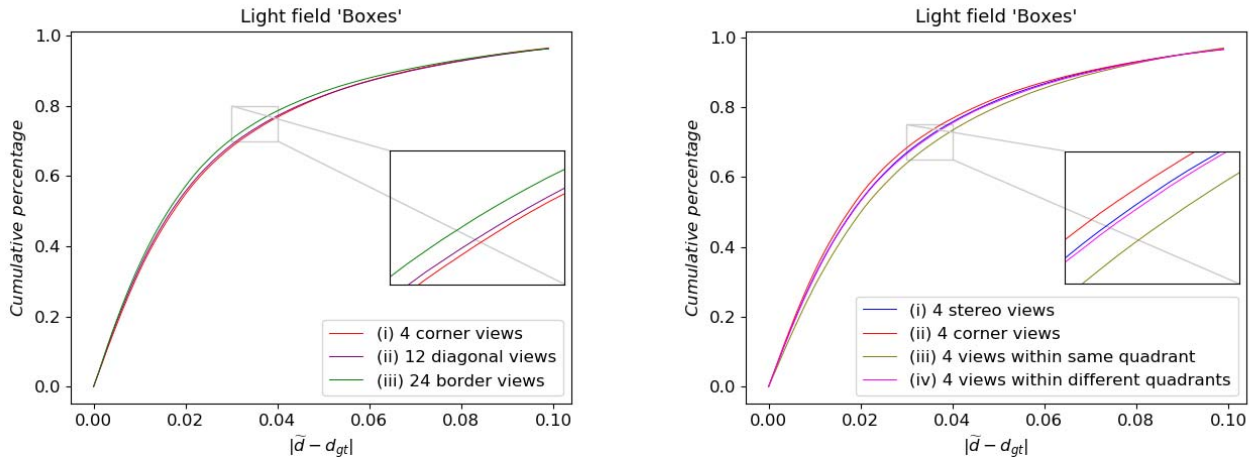 Light field 'Boxes'
1.0
0.8
0.6
0.4
0.2
0.0
Cumulative percentage
(i) 4 corner views
(ii) 12 diagonal views
(iii) 24 border views
0.00 0.02 0.04 0.06 0.08 0.10
|d̃ − d_gt|
Light field 'Boxes'
1.0
0.8
0.6
0.4
0.2
0.0
Cumulative percentage
(i) 4 stereo views
(ii) 4 corner views
(iii) 4 views within same quadrant
(iv) 4 views within different quadrants
0.00 0.02 0.04 0.06 0.08 0.10
|d̃ − d_gt|